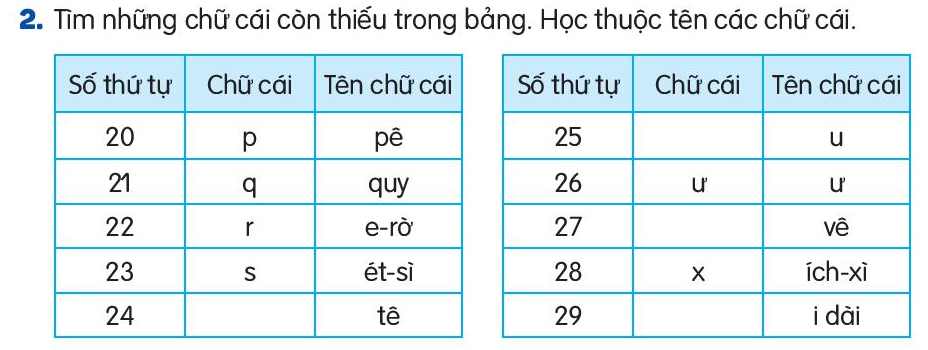 2. Tìm những chữ cái còn thiếu trong bảng. Học thuộc tên các chữ cái.
Số thứ tự Chữ cái Tên chữ cái
20 p pê
21 q quy
22 r e-rờ
23 s ét-sì
24 tê
Số thứ tự Chữ cái Tên chữ cái
25 u
26 ư ư
27 vê
28 x ích-xì
29 i dài